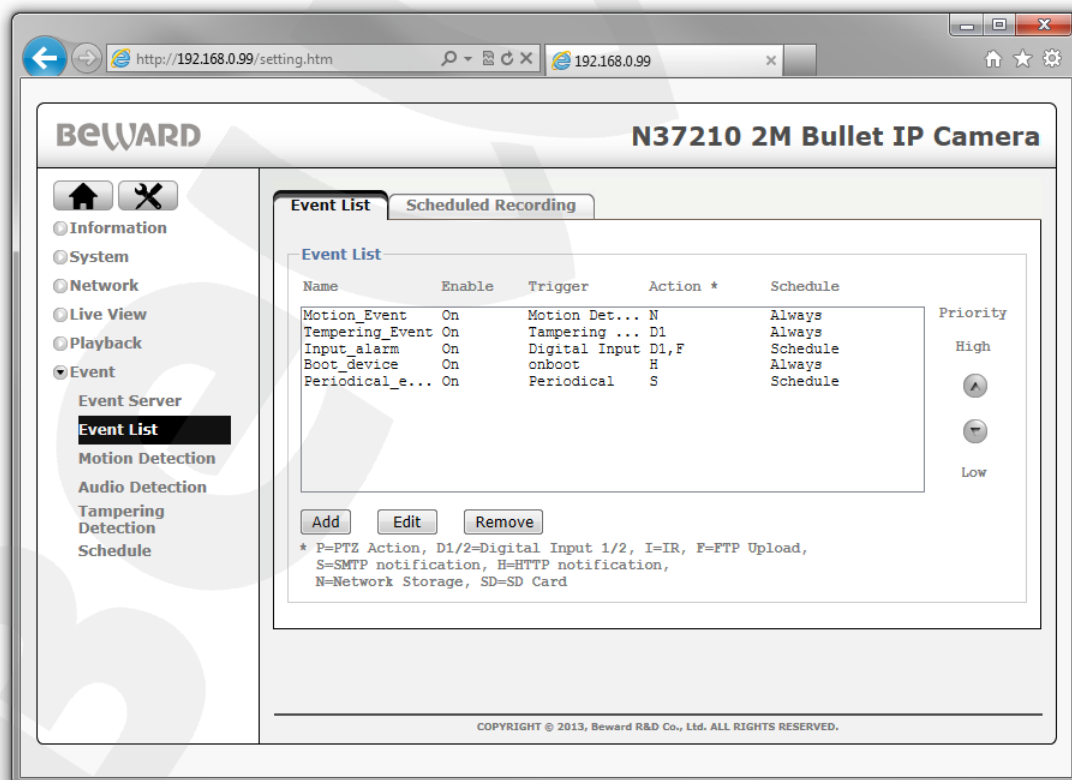 http://192.168.0.99/setting.htm
192.168.0.99
BEWARD
N37210 2M Bullet IP Camera
Information
System
Network
Live View
Playback
Event
Event Server
Event List
Motion Detection
Audio Detection
Tampering
Detection
Schedule
Event List Scheduled Recording
Event List
Name Enable Trigger Action * Schedule
Motion_Event On Motion Det... N Always
Tempering_Event On Tampering ... D1 Always
Input_alarm On Digital Input D1,F Schedule
Boot_device On onboot H Always
Periodical_e... On Periodical S Schedule
Priority
High
Low
Add Edit Remove
* P=PTZ Action, D1/2=Digital Input 1/2, I=IR, F=FTP Upload,
S=SMTP notification, H=HTTP notification,
N=Network Storage, SD=SD Card
COPYRIGHT © 2013, Beward R&D Co., Ltd. ALL RIGHTS RESERVED.